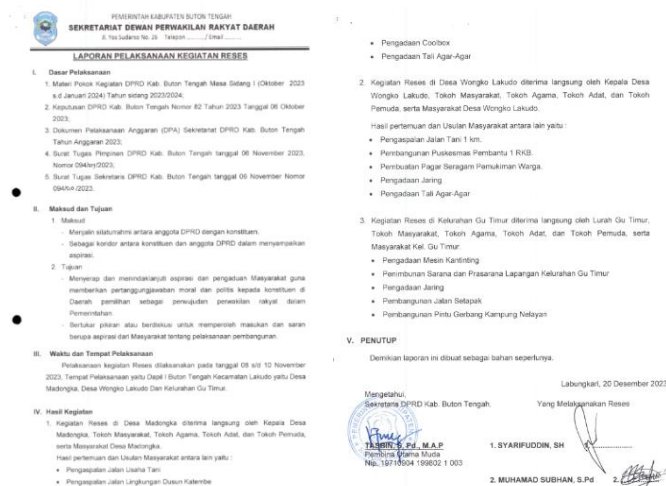 PEMERINTAH KABUPATEN BUTON TENGAH
SEKRETARIAT DEWAN PERWAKILAN RAKYAT DAERAH
Jl. Yos Sudarso No. 25 Telepon ........../ Email ..........
LAPORAN PELAKSANAAN KEGIATAN RESES
I. Dasar Pelaksanaan
1. Materi Pokok Kegiatan DPRD Kab. Buton Tengah Masa Sidang I (Oktober 2023
s.d Januari 2024) Tahun sidang 2023/2024;
2. Keputusan DPRD Kab. Buton Tengah Nomor 82 Tahun 2023 Tanggal 06 Oktober
2023;
3. Dokumen Pelaksanaan Anggaran (DPA) Sekretariat DPRD Kab. Buton Tengah
Tahun Anggaran 2023;
4. Surat Tugas Pimpinan DPRD Kab. Buton Tengah tanggal 06 November 2023,
Nomor
5. Surat Tugas Sekretaris DPRD Kab. Buton Tengah tanggal 06 November 2023 Nomor
II. Maksud dan Tujuan
1. Maksud
- Menjalin silaturahmi antara anggota DPRD dengan konstituen.
- Sebagai koridor antara konstituen dan anggota DPRD dalam menyampaikan
aspirasi.
2. Tujuan
- Menyerap dan menindaklanjuti aspirasi dan pengaduan Masyarakat guna
memberikan pertanggungjawaban moral dan politis kepada konstituen di
Daerah pemilihan sebagai perwujudan perwakilan rakyat dalam
Pemerintahan.
- Bertukar pikiran atau berdiskusi untuk memperoleh masukan dan saran
berupa aspirasi dari Masyarakat tentang pelaksanaan pembangunan.
III. Waktu dan Tempat Pelaksanaan
Pelaksanaan kegiatan Reses dilaksanakan pada tanggal 08 s/d 10 November
2023, Tempat Pelaksanaan yaitu Dapil I Buton Tengah Kecamatan Lakudo yaitu Desa
Madongka, Desa Wongko Lakudo Dan Kelurahan Gu Timur.
IV. Hasil Kegiatan
1. Kegiatan Reses di Desa Madongka diterima langsung oleh Kepala Desa
Madongka, Tokoh Masyarakat, Tokoh Agama, Tokoh Adat, dan Tokoh Pemuda,
serta Masyarakat Desa Madongka.
Hasil pertemuan dan Usulan Masyarakat antara lain yaitu :
• Pengaspalan Jalan Usaha Tani
• Pengaspalan Jalan Lingkungan Dusun Katembe
• Pengadaan Coolbox
• Pengadaan Tali Agar-Agar
2. Kegiatan Reses di Desa Wongko Lakudo diterima langsung oleh Kepala Desa
Wongko Lakudo, Tokoh Masyarakat, Tokoh Agama, Tokoh Adat, dan Tokoh
Pemuda, serta Masyarakat Desa Wongko Lakudo.
Hasil pertemuan dan Usulan Masyarakat antara lain yaitu :
• Pengaspalan Jalan Tani 1 km;
• Pembangunan Puskesmas Pembantu 1 RKB.
• Pembuatan Pagar Seragam Pemukiman Warga.
• Pengadaan Jaring
• Pengadaan Tali Agar-Agar
3. Kegiatan Reses di Kelurahan Gu Timur diterima langsung oleh Lurah Gu Timur,
Tokoh Masyarakat, Tokoh Agama, Tokoh Adat, dan Tokoh Pemuda, serta
Masyarakat Kel. Gu Timur
• Pengadaan Mesin Kantinting
• Penimbunan Sarana dan Prasarana Lapangan Kelurahan Gu Timur
• Pengadaan Jaring
• Pembangunan Jalan Setapak
• Pembangunan Pintu Gerbang Kampung Nelayan
V. PENUTUP
Demikian laporan ini dibuat sebagai bahan seperlunya.
Labungkari, 20 Desember 2023
Mengetahui,
Sekretaris DPRD Kab. Buton Tengah,
Yang Melaksanakan Reses
TASBIN, S.Pd., M.A.P
Pembina Utama Muda
Nip. 19710904 199802 1 003
1. SYARIFUDDIN, SH
2. MUHAMAD SUBHAN, S.Pd